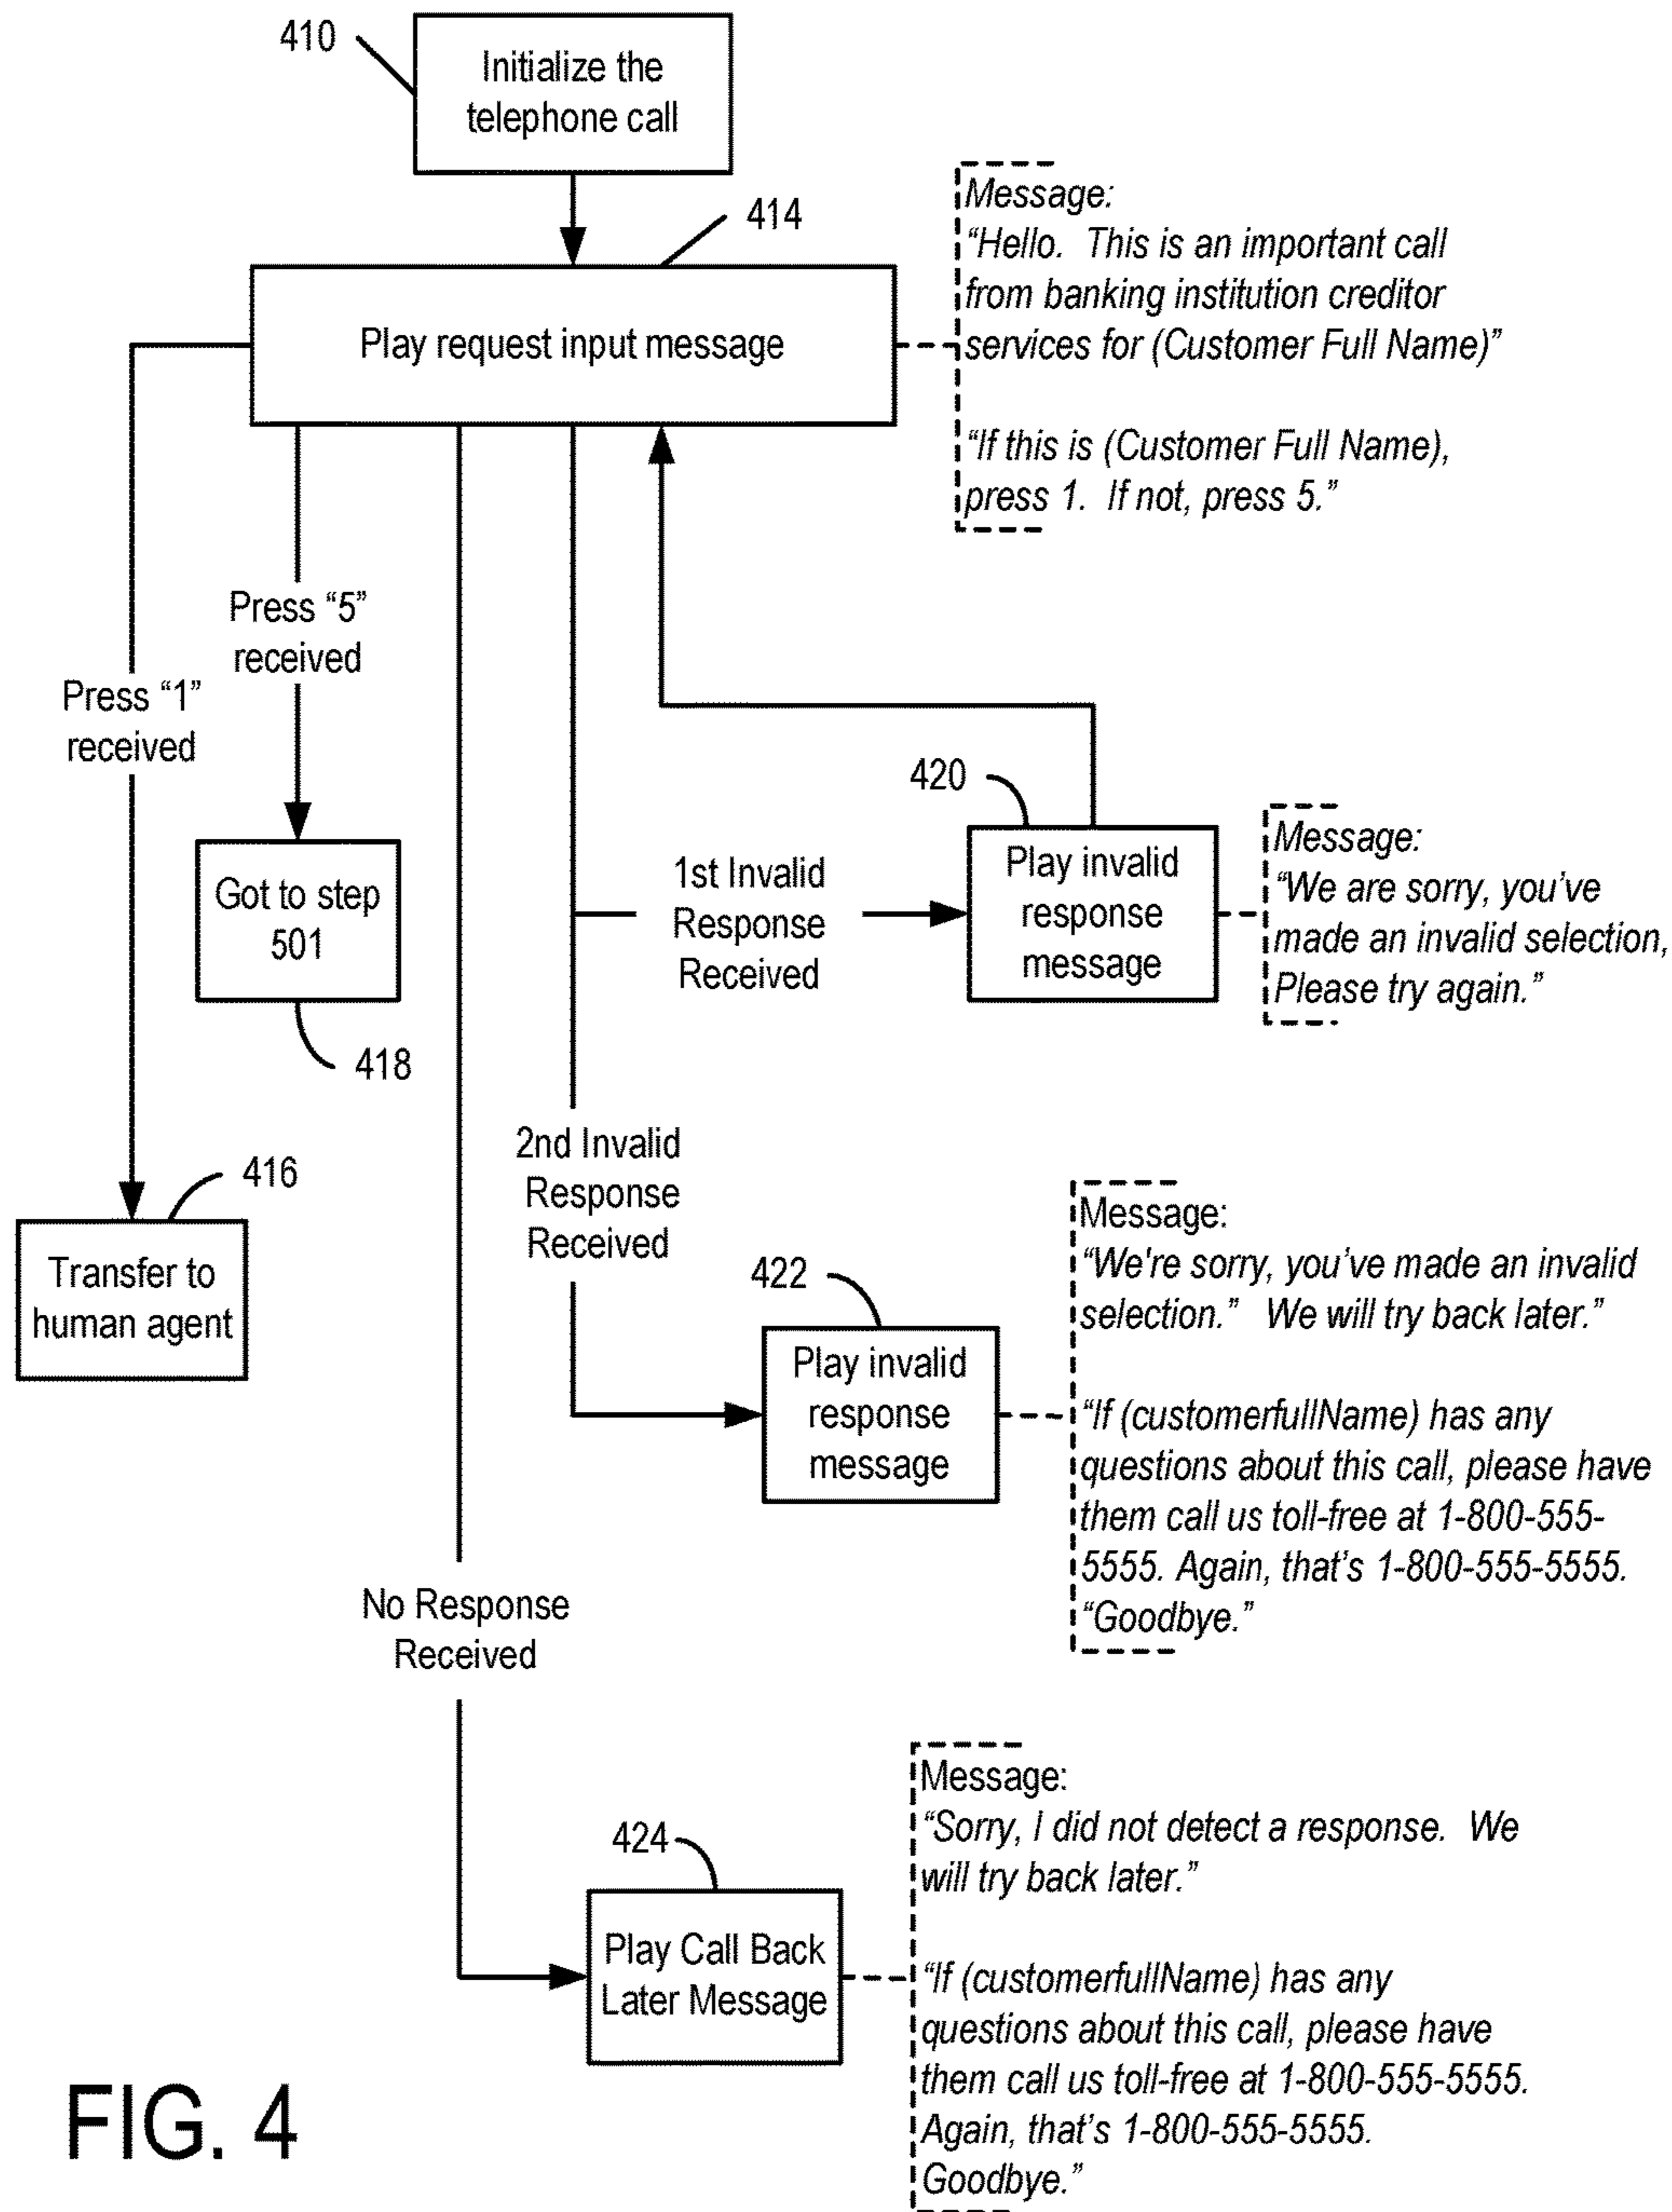 410
Initialize the
telephone call
414
Play request input message
Message:
“Hello.  This is an important call
from banking institution creditor
services for (Customer Full Name)”
“If this is (Customer Full Name),
press 1.  If not, press 5.”
Press “5”
received
Press “1”
received
Got to step
501
418
416
Transfer to
human agent
1st Invalid
Response
Received
420
Play invalid
response
message
Message:
“We are sorry, you’ve
made an invalid selection,
Please try again.”
2nd Invalid
Response
Received
422
Play invalid
response
message
Message:
“We're sorry, you’ve made an invalid
selection.”   We will try back later.”
“If (customerfullName) has any
questions about this call, please have
them call us toll-free at 1-800-555-
5555. Again, that’s 1-800-555-5555.
“Goodbye.”
No Response
Received
424
Play Call Back
Later Message
Message:
“Sorry, I did not detect a response.  We
will try back later.”
“If (customerfullName) has any
questions about this call, please have
them call us toll-free at 1-800-555-5555.
Again, that’s 1-800-555-5555.
Goodbye.”
FIG. 4